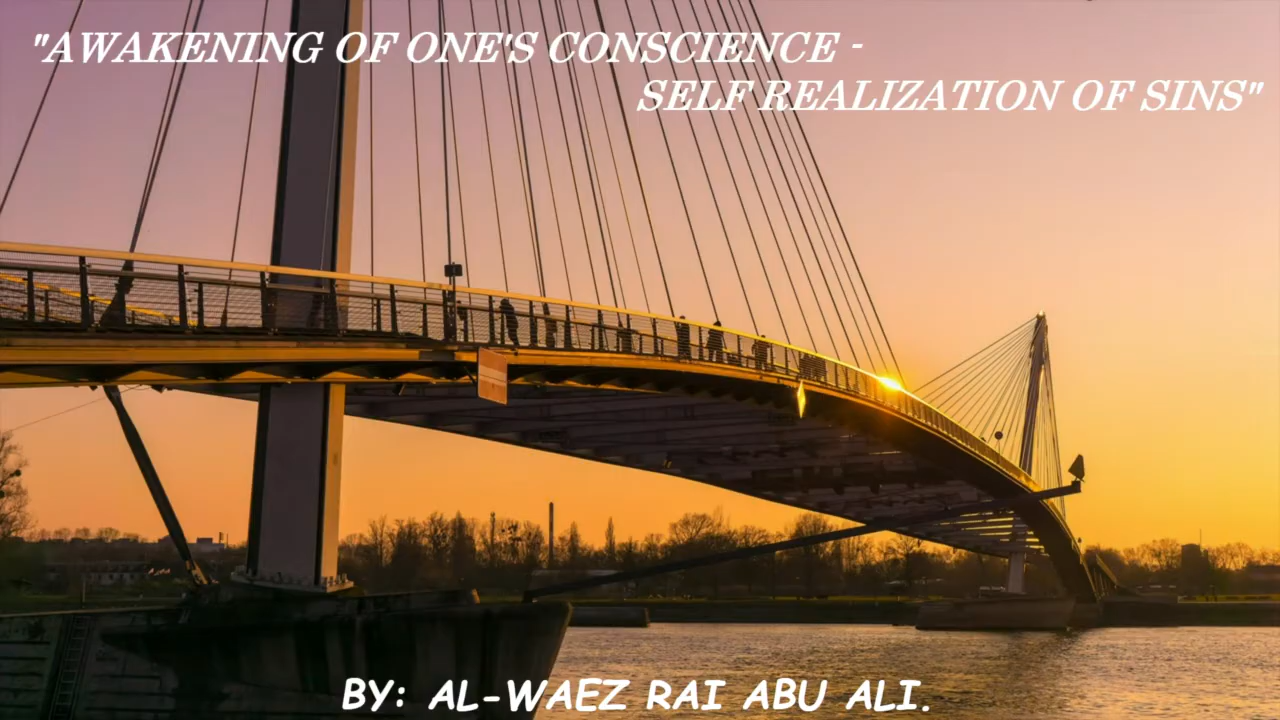 "AWAKENING OF ONE'S CONSCIENCE -
SELF REALIZATION OF SINS"
BY: AL-WAEZ RAI ABU ALI.